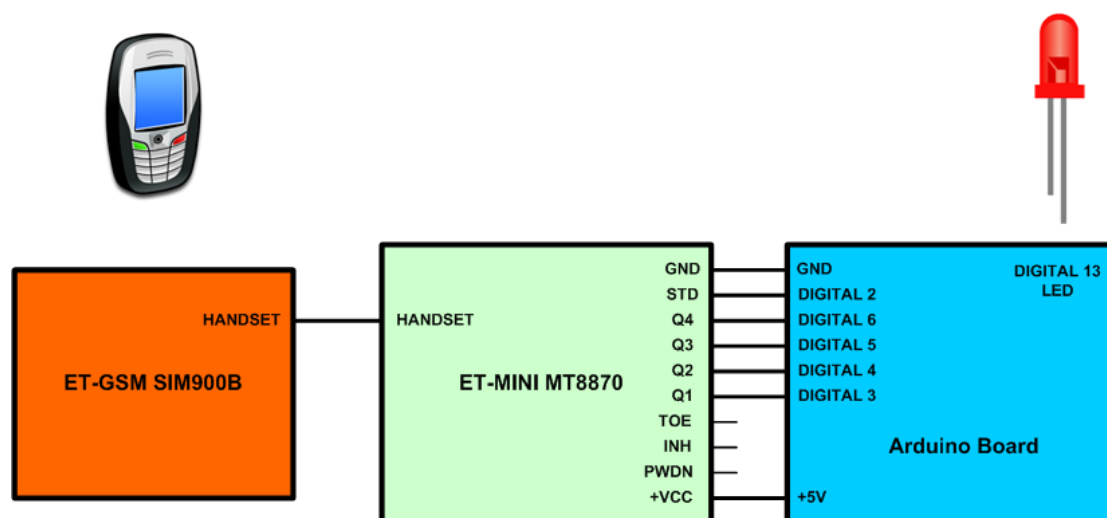 ET-GSM SIM900B
HANDSET
HANDSET
ET-MINI MT8870
GND
STD
Q4
Q3
Q2
Q1
TOE
INH
PWDN
+VCC
GND
DIGITAL 2
DIGITAL 6
DIGITAL 5
DIGITAL 4
DIGITAL 3
+5V
DIGITAL 13
LED
Arduino Board